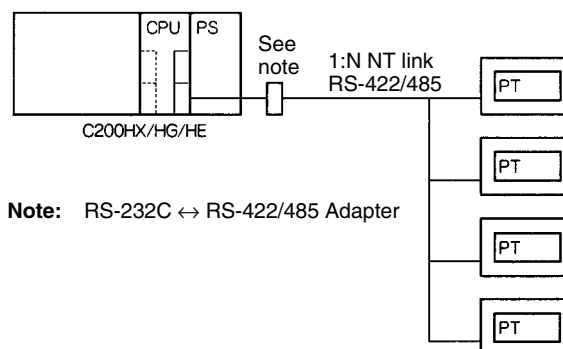 CPU PS
See
note
1:N NT link
RS-422/485
PT
C200HX/HG/HE
PT
Note: RS-232C ↔ RS-422/485 Adapter
PT
PT